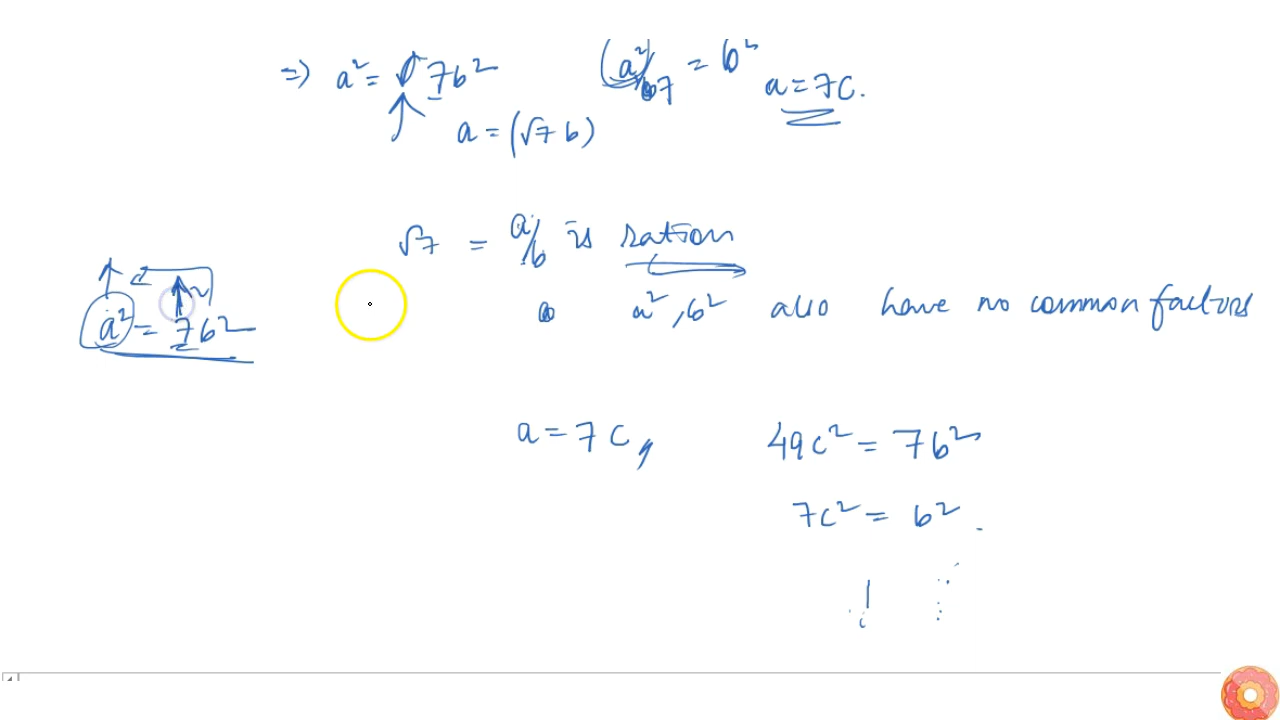 => a² = 7b² (a²/7 = b² a = 7c.
a = (√7 b)
√7 = a/b is ration
a² = 7b² a², b² also have no common factors
a = 7c, 49c² = 7b²
7c² = b².